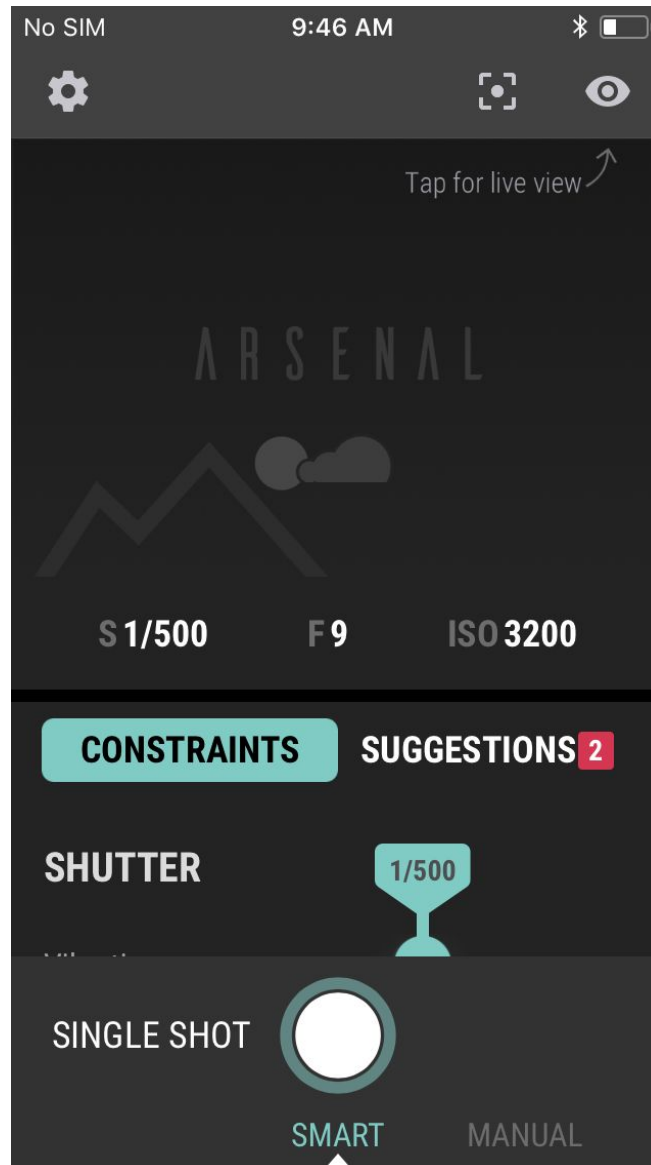 No SIM 9:46 AM
Tap for live view
ARSENAL
S 1/500 F 9 ISO 3200
CONSTRAINTS SUGGESTIONS 2
SHUTTER 1/500
SINGLE SHOT
SMART MANUAL